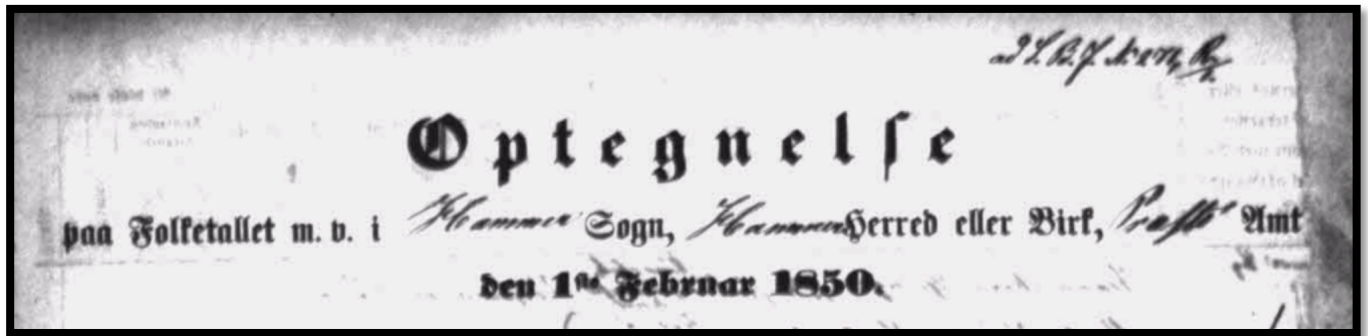 Optegnelse
paa Folketallet m. v. i Hammer Sogn, Hammer Herred eller Birk, Præstø Amt
den 1ste Februar 1850.